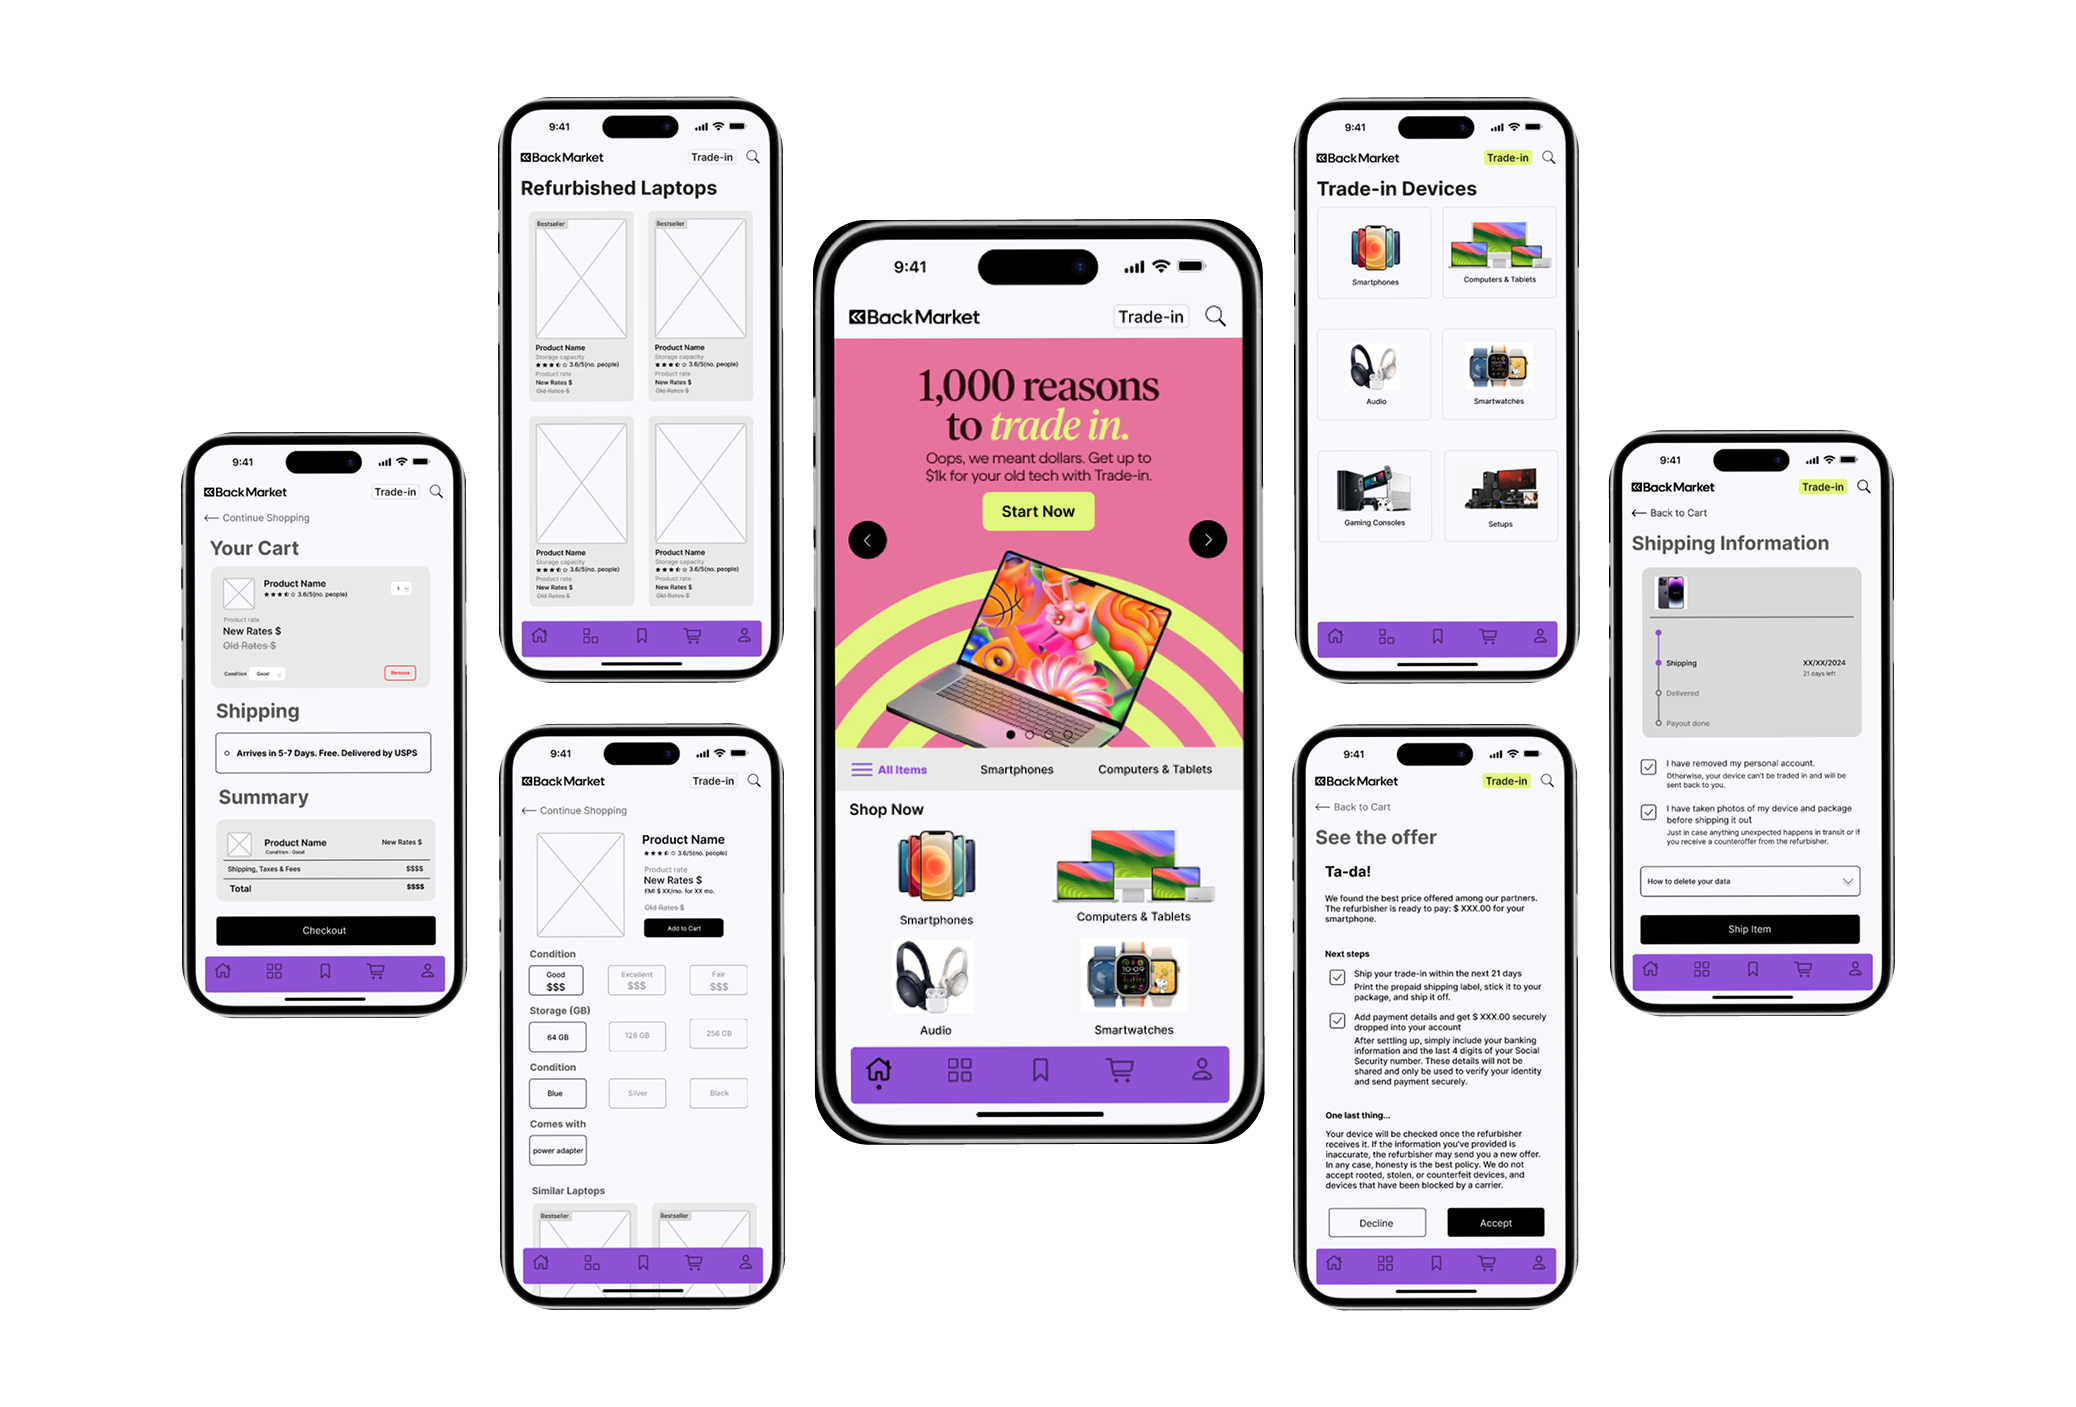 9:41
Back Market
Trade-in
Continue Shopping
Your Cart
Product Name
3.6/5(no. people)
1
Product rate
New Rates $
Old Rates $
Condition
Good
Remove
Shipping
Arrives in 5-7 Days. Free. Delivered by USPS
Summary
Product Name
New Rates $
Condition : Good
Shipping, Taxes & Fees
$$$$
Total
$$$$
Checkout
9:41
Back Market
Trade-in
Refurbished Laptops
Bestseller
Product Name
Storage capacity
3.6/5(no. people)
Product rate
New Rates $
Old Rates $
Bestseller
Product Name
Storage capacity
3.6/5(no. people)
Product rate
New Rates $
Old Rates $
Product Name
Storage capacity
3.6/5(no. people)
Product rate
New Rates $
Old Rates $
Product Name
Storage capacity
3.6/5(no. people)
Product rate
New Rates $
Old Rates $
9:41
Back Market
Trade-in
Continue Shopping
Product Name
3.6/5(no. people)
Product rate
New Rates $
EMI $ XX/mo. for XX mo.
Old Rates $
Add to Cart
Condition
Good
$$$
Excellent
$$$
Fair
$$$
Storage (GB)
64 GB
128 GB
256 GB
Condition
Blue
Silver
Black
Comes with
power adapter
Similar Laptops
Bestseller
Bestseller
9:41
Back Market
Trade-in
1,000 reasons
to trade in.
Oops, we meant dollars. Get up to
$1k for your old tech with Trade-in.
Start Now
All Items
Smartphones
Computers & Tablets
Shop Now
Smartphones
Computers & Tablets
Audio
Smartwatches
9:41
Back Market
Trade-in
Trade-in Devices
Smartphones
Computers & Tablets
Audio
Smartwatches
Gaming Consoles
Setups
9:41
Back Market
Trade-in
Back to Cart
See the offer
Ta-da!
We found the best price offered among our partners.
The refurbisher is ready to pay: $ XXX.00 for your
smartphone.
Next steps
Ship your trade-in within the next 21 days
Print the prepaid shipping label, stick it to your
package, and ship it off.
Add payment details and get $ XXX.00 securely
dropped into your account
After settling up, simply include your banking
information and the last 4 digits of your Social
Security number. These details will not be
shared and only be used to verify your identity
and send payment securely.
One last thing...
Your device will be checked once the refurbisher
receives it. If the information you've provided is
inaccurate, the refurbisher may send you a new offer.
In any case, honesty is the best policy. We do not
accept rooted, stolen, or counterfeit devices, and
devices that have been blocked by a carrier.
Decline
Accept
9:41
Back Market
Trade-in
Back to Cart
Shipping Information
Shipping
XX/XX/2024
21 days left
Delivered
Payout done
I have removed my personal account.
Otherwise, your device can't be traded in and will be
sent back to you.
I have taken photos of my device and package
before shipping it out
Just in case anything unexpected happens in transit or if
you receive a counteroffer from the refurbisher.
How to delete your data
Ship Item